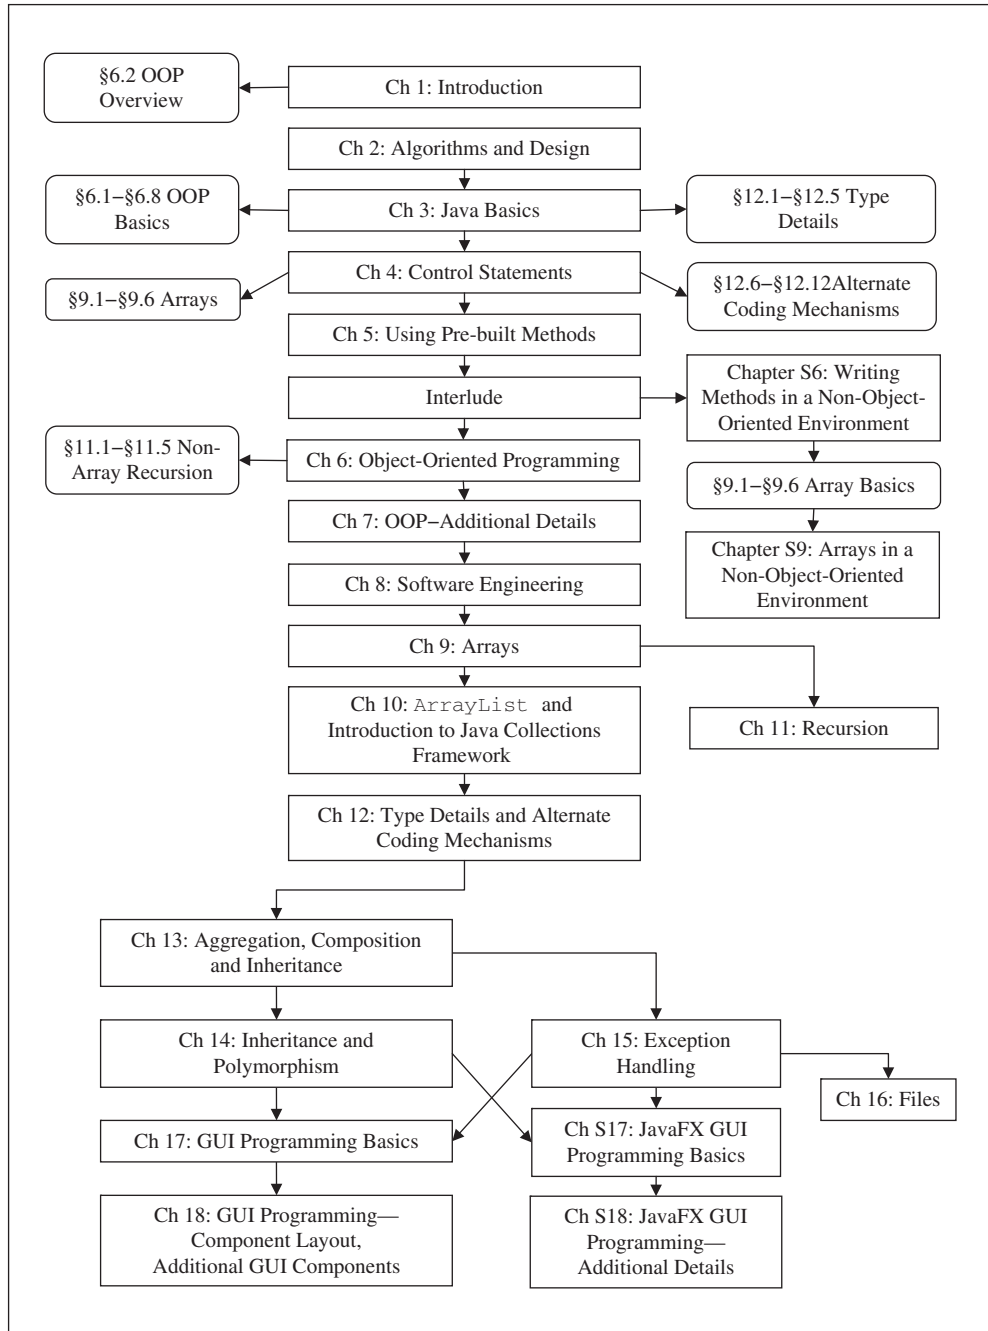 §6.2 OOP
Overview
Ch 1: Introduction
Ch 2: Algorithms and Design
§6.1–§6.8 OOP
Basics
Ch 3: Java Basics
§12.1–§12.5 Type
Details
§9.1–§9.6 Arrays
Ch 4: Control Statements
§12.6–§12.12Alternate
Coding Mechanisms
Ch 5: Using Pre-built Methods
Interlude
Chapter S6: Writing
Methods in a Non-Object-
Oriented Environment
§11.1–§11.5 Non-
Array Recursion
Ch 6: Object-Oriented Programming
§9.1–§9.6 Array Basics
Ch 7: OOP–Additional Details
Chapter S9: Arrays in a
Non-Object-Oriented
Environment
Ch 8: Software Engineering
Ch 9: Arrays
Ch 10: ArrayList and
Introduction to Java Collections
Framework
Ch 11: Recursion
Ch 12: Type Details and Alternate
Coding Mechanisms
Ch 13: Aggregation, Composition
and Inheritance
Ch 14: Inheritance and
Polymorphism
Ch 15: Exception
Handling
Ch 16: Files
Ch 17: GUI Programming Basics
Ch S17: JavaFX GUI
Programming Basics
Ch 18: GUI Programming—
Component Layout,
Additional GUI Components
Ch S18: JavaFX GUI
Programming—
Additional Details